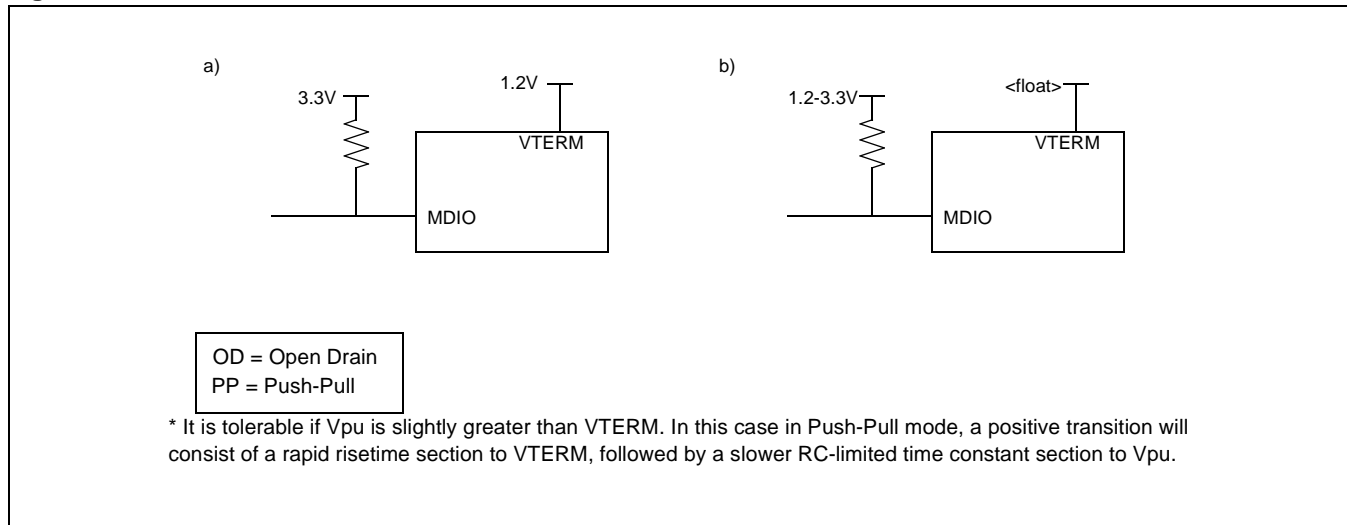 a)
3.3V
1.2V
VTERM
MDIO
b)
1.2-3.3V
<float>
VTERM
MDIO
OD = Open Drain
PP = Push-Pull
* It is tolerable if Vpu is slightly greater than VTERM. In this case in Push-Pull mode, a positive transition will
consist of a rapid risetime section to VTERM, followed by a slower RC-limited time constant section to Vpu.